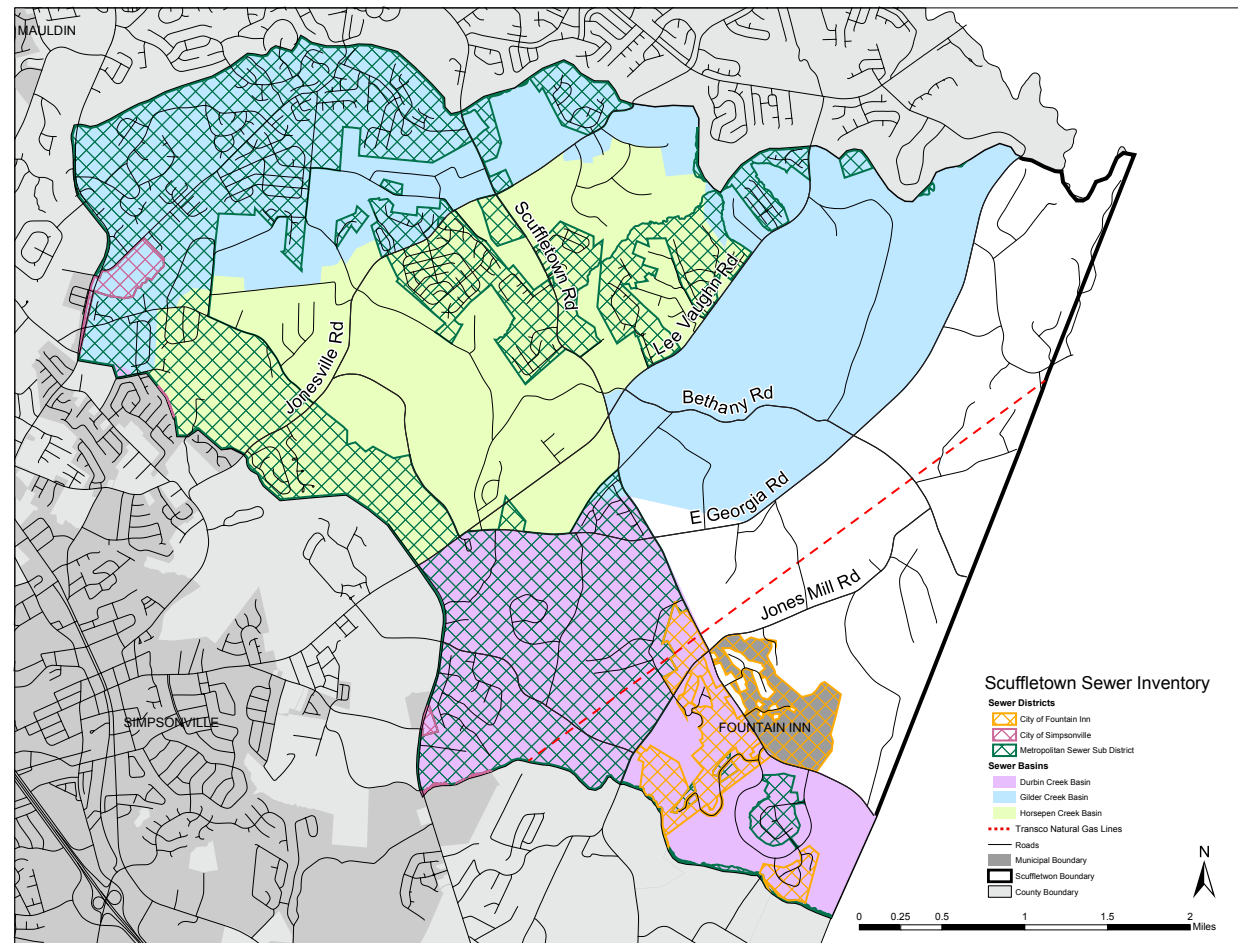 MAULDIN
Scuffletown Rd
Lee Vaughn Rd
Jonesville Rd
Bethany Rd
E Georgia Rd
Jones Mill Rd
SIMPSONVILLE
FOUNTAIN INN
Scuffletown Sewer Inventory
Sewer Districts
City of Fountain Inn
City of Simpsonville
Metropolitan Sewer Sub District
Sewer Basins
Durbin Creek Basin
Gilder Creek Basin
Horsepen Creek Basin
Transco Natural Gas Lines
Roads
Municipal Boundary
Scuffletwon Boundary
County Boundary
N
0 0.25 0.5 1 1.5 2
Miles